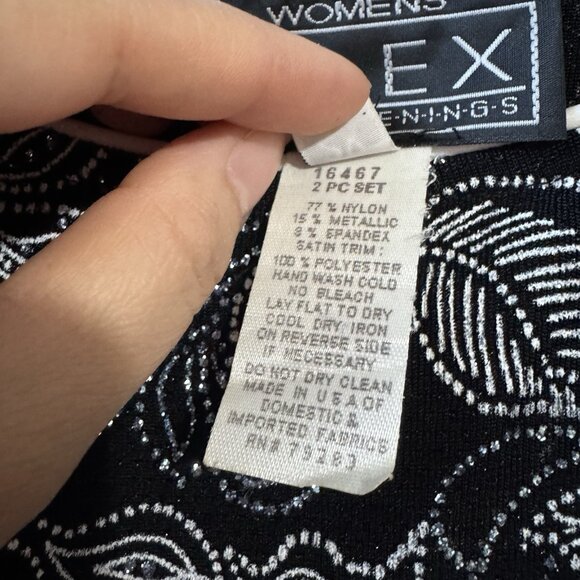 WOMENS
EX
E·N·I·N·G·S
16467
2 PC SET
77 % NYLON
15 % METALLIC
8 % SPANDEX
SATIN TRIM :
100 % POLYESTER
HAND WASH COLD
NO BLEACH
LAY FLAT TO DRY
COOL DRY, IRON
ON REVERSE SIDE
IF NECESSARY
DO NOT DRY CLEAN
MADE IN U.S.A OF
DOMESTIC &
IMPORTED FABRICS
RN# 79280